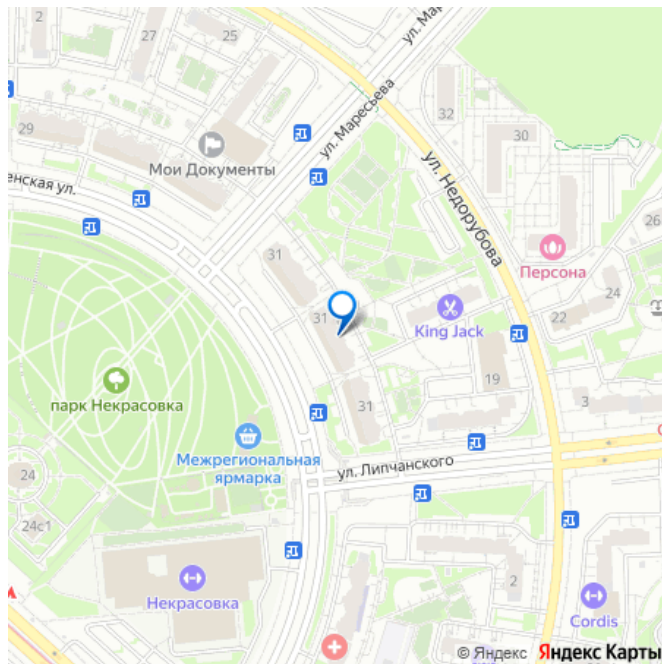 ул. Мар
27
25
ул. Маресьева
32
30
29
Мои Документы
енская ул.
ул. Недорубова
26
31
Персона
24
31
King Jack
22
19
парк Некрасовка
31
3
Межрегиональная
ярмарка
ул. Липчанского
24
24с1
2
Некрасовка
Cordis
© Яндекс Яндекс Карты